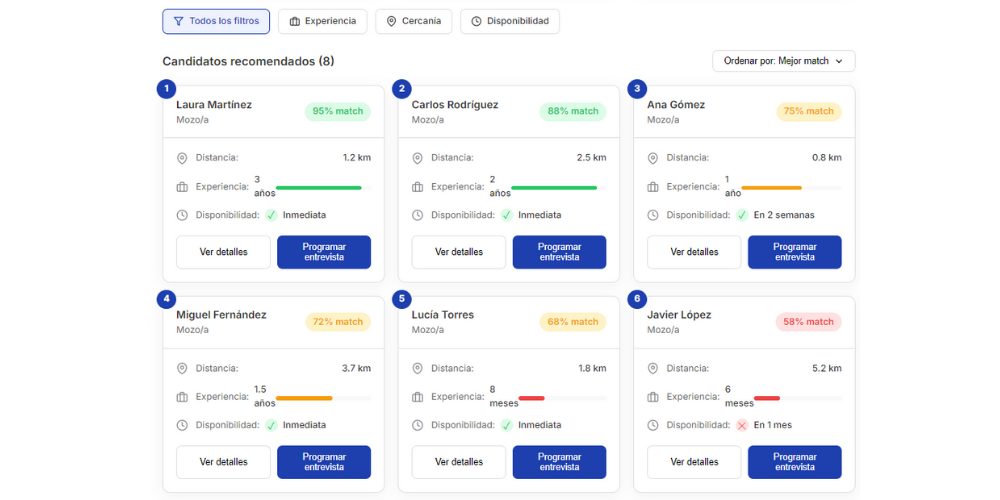 Todos los filtros Experiencia Cercanía Disponibilidad
Candidatos recomendados (8) Ordenar por: Mejor match
1
Laura Martínez
Mozo/a
95% match
Distancia: 1.2 km
Experiencia: 3 años
Disponibilidad: ✓ Inmediata
Ver detalles
Programar
entrevista
2
Carlos Rodríguez
Mozo/a
88% match
Distancia: 2.5 km
Experiencia: 2 años
Disponibilidad: ✓ Inmediata
Ver detalles
Programar
entrevista
3
Ana Gómez
Mozo/a
75% match
Distancia: 0.8 km
Experiencia: 1 año
Disponibilidad: ✓ En 2 semanas
Ver detalles
Programar
entrevista
4
Miguel Fernández
Mozo/a
72% match
Distancia: 3.7 km
Experiencia: 1.5 años
Disponibilidad: ✓ Inmediata
Ver detalles
Programar
entrevista
5
Lucía Torres
Mozo/a
68% match
Distancia: 1.8 km
Experiencia: 8 meses
Disponibilidad: ✓ Inmediata
Ver detalles
Programar
entrevista
6
Javier López
Mozo/a
58% match
Distancia: 5.2 km
Experiencia: 6 meses
Disponibilidad: ✕ En 1 mes
Ver detalles
Programar
entrevista